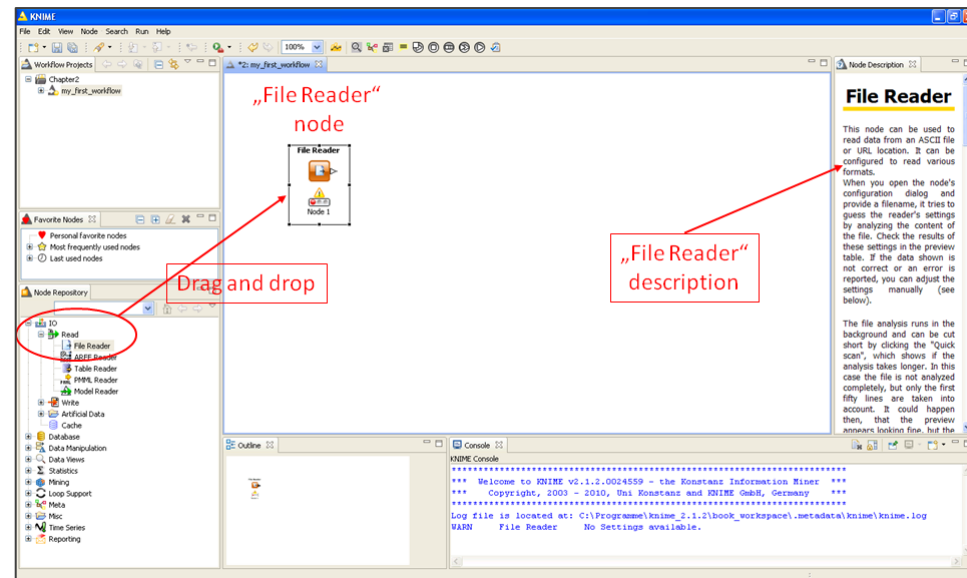 KNIME
File Edit View Node Search Run Help
100%
Workflow Projects
Chapter2
my_first_workflow
*2: my_first_workflow
„File Reader“
node
File Reader
Node 1
Node Description
File Reader
This node can be used to
read data from an ASCII file
or URL location. It can be
configured to read various
formats.
When you open the node's
configuration dialog and
provide a filename, it tries to
guess the reader's settings
by analyzing the content of
the file. Check the results of
these settings in the preview
table. If the data shown is
not correct or an error is
reported, you can adjust the
settings manually (see
below).
The file analysis runs in the
background and can be cut
short by clicking the "Quick
scan", which shows if the
analysis takes longer. In this
case the file is not analyzed
completely, but only the first
fifty lines are taken into
account. It could happen
then, that the preview
appears looking fine, but the
„File Reader“
description
Favorite Nodes
Personal favorite nodes
Most frequently used nodes
Last used nodes
Drag and drop
Node Repository
IO
Read
File Reader
ARFF Reader
Table Reader
PMML Reader
Model Reader
Write
Artificial Data
Cache
Database
Data Manipulation
Data Views
Statistics
Mining
Loop Support
Meta
Misc
Time Series
Reporting
Outline
Console
KNIME Console
*** Welcome to KNIME v2.1.2.0024559 - the Konstanz Information Miner ***
*** Copyright, 2003 - 2010, Uni Konstanz and KNIME GmbH, Germany ***
Log file is located at: C:\Programme\knime_2.1.2\book_workspace\.metadata\knime\knime.log
WARN File Reader No Settings available.